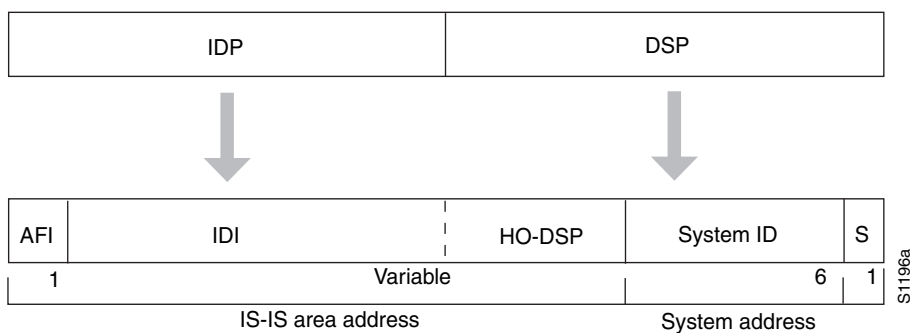 IDP DSP
AFI IDI HO-DSP System ID S
1 Variable 6 1
IS-IS area address System address
S1196a